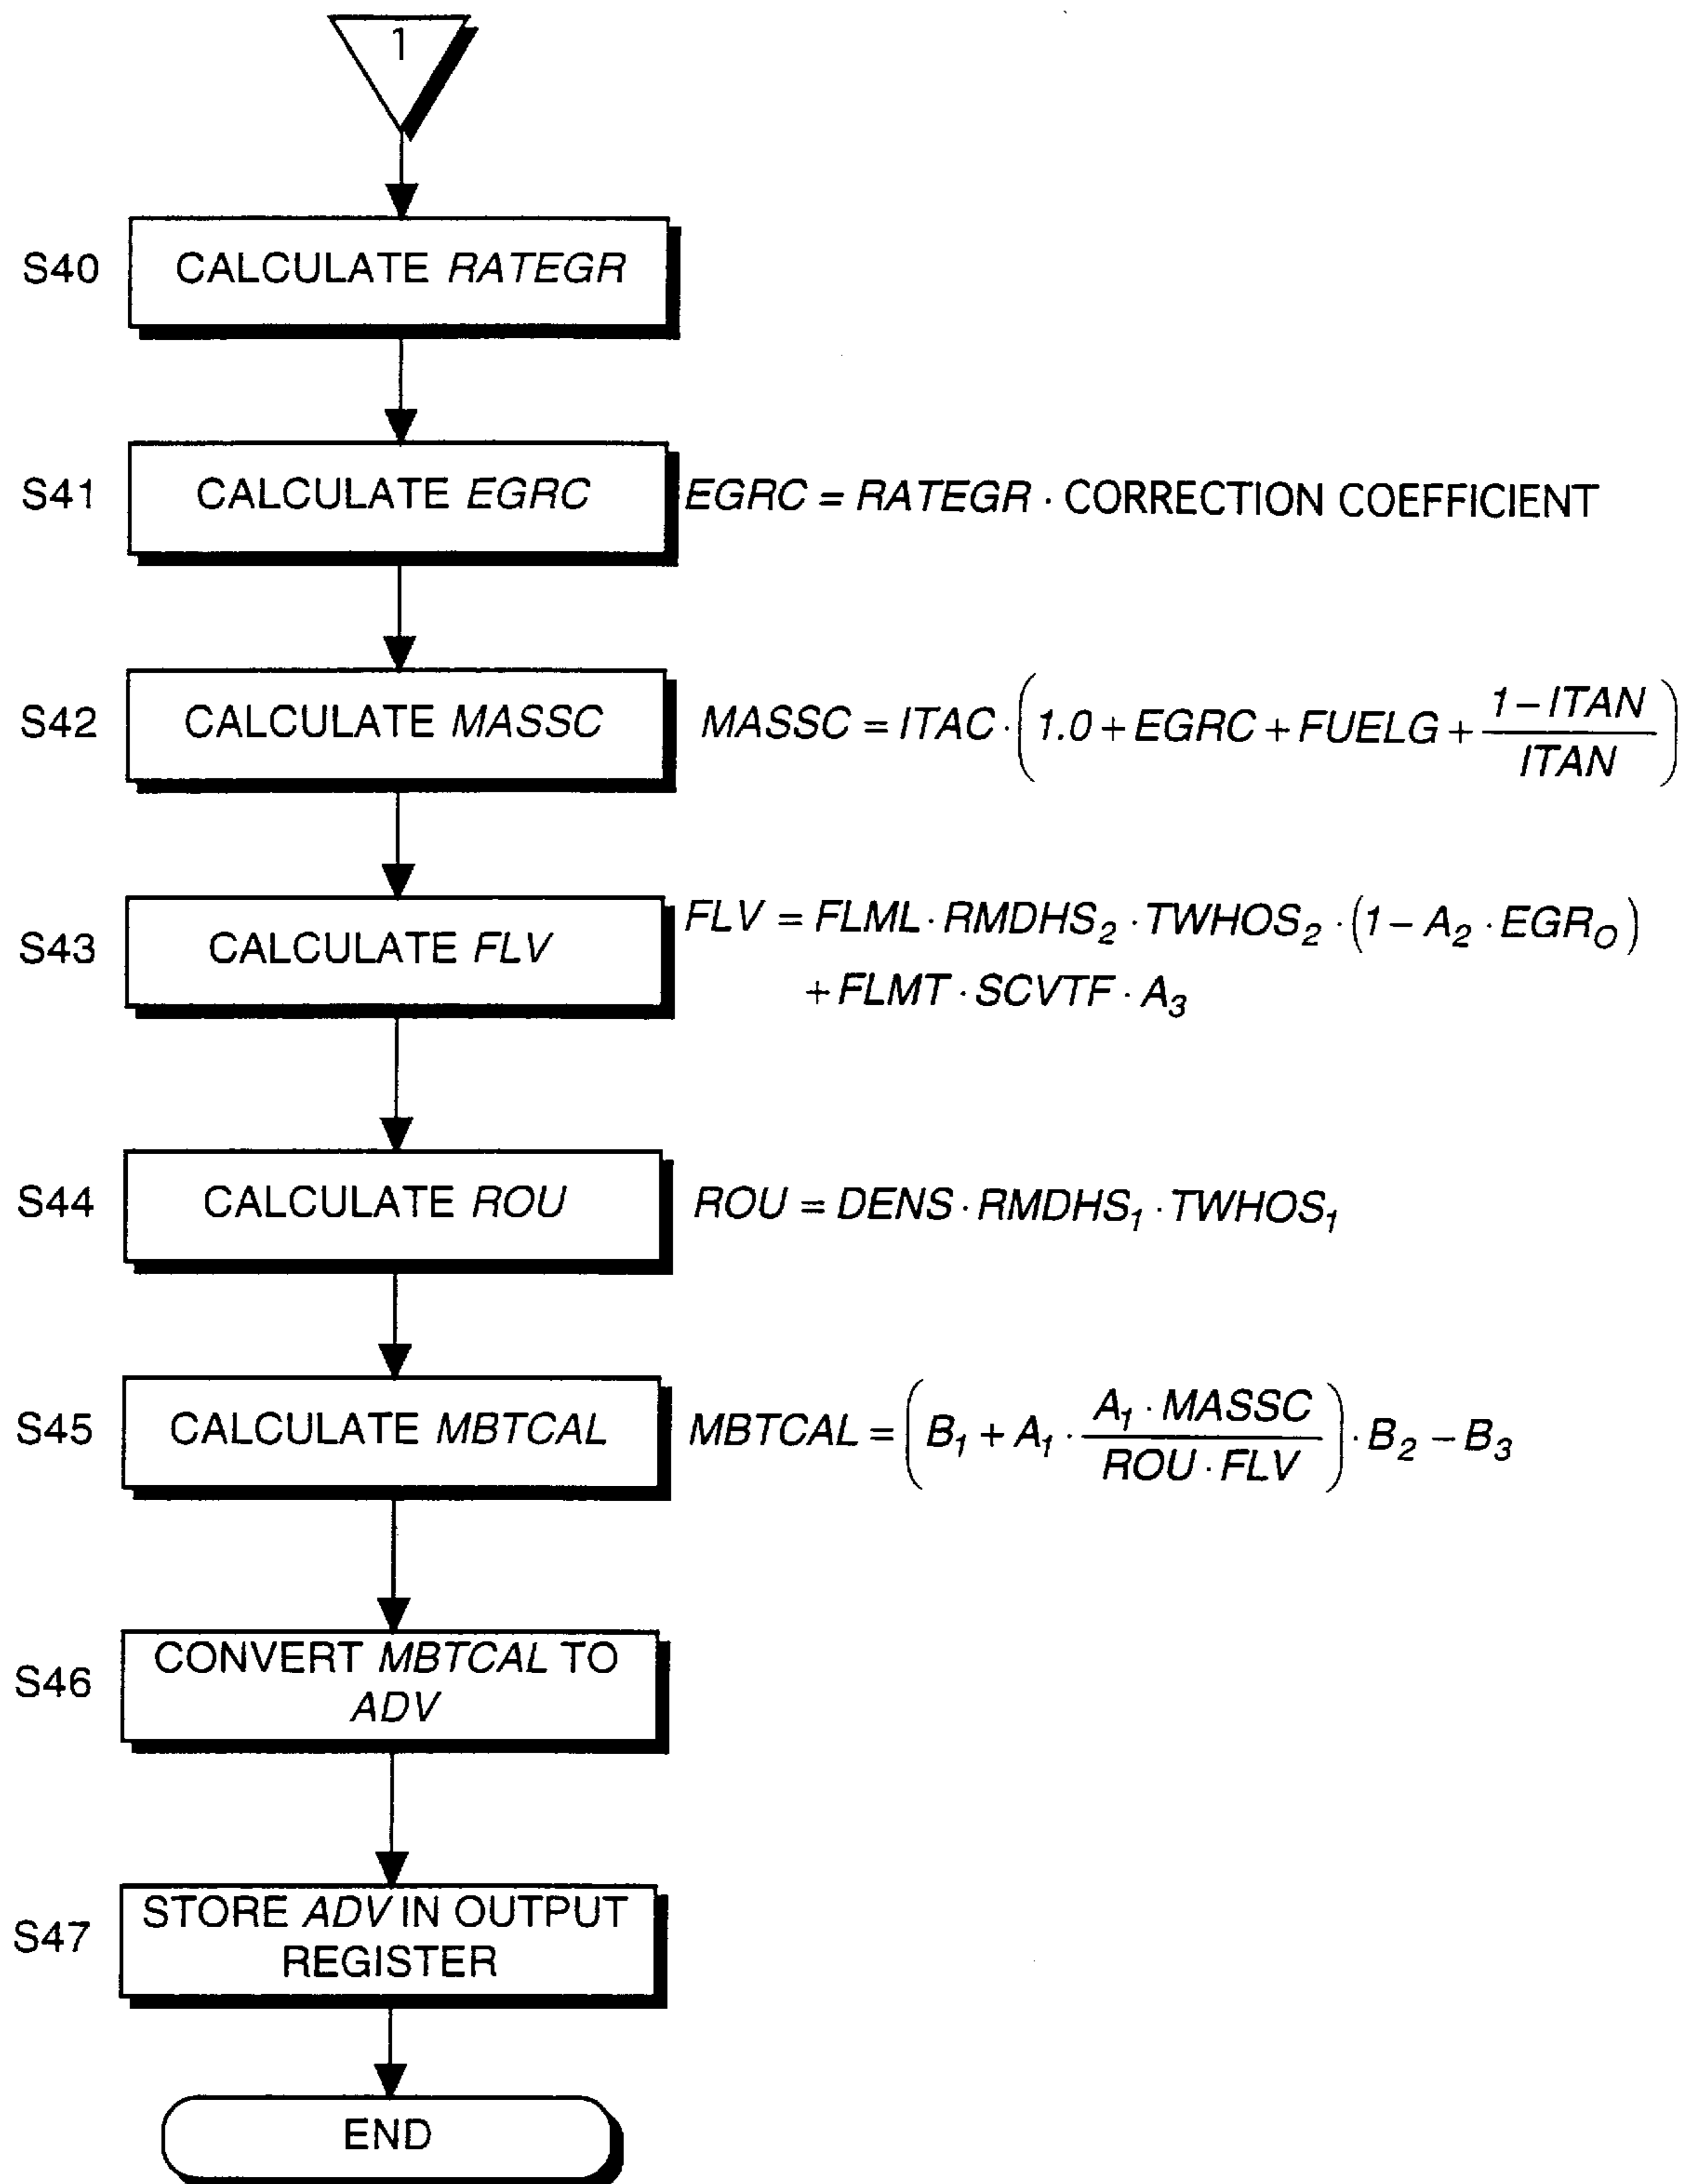 1
S40 CALCULATE RATEGR
S41 CALCULATE EGRC EGRC = RATEGR · CORRECTION COEFFICIENT
S42 CALCULATE MASSC MASSC = ITAC · (1.0 + EGRC + FUELG + (1 − ITAN) / ITAN)
S43 CALCULATE FLV FLV = FLML · RMDHS₂ · TWHOS₂ · (1 − A₂ · EGR_O)
+ FLMT · SCVTF · A₃
S44 CALCULATE ROU ROU = DENS · RMDHS₁ · TWHOS₁
S45 CALCULATE MBTCAL MBTCAL = (B₁ + A₁ · (A₁ · MASSC) / (ROU · FLV)) · B₂ − B₃
S46 CONVERT MBTCAL TO
ADV
S47 STORE ADV IN OUTPUT
REGISTER
END